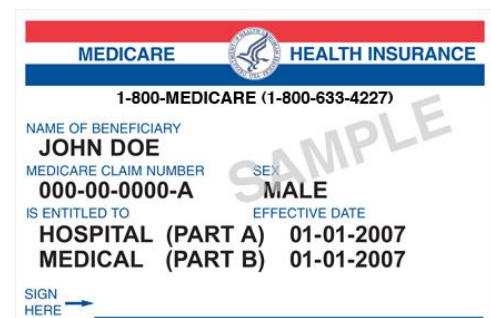 MEDICARE HEALTH INSURANCE
1-800-MEDICARE (1-800-633-4227)
NAME OF BENEFICIARY
JOHN DOE
MEDICARE CLAIM NUMBER SEX
000-00-0000-A MALE
IS ENTITLED TO EFFECTIVE DATE
HOSPITAL (PART A) 01-01-2007
MEDICAL (PART B) 01-01-2007
SIGN
HERE
SAMPLE